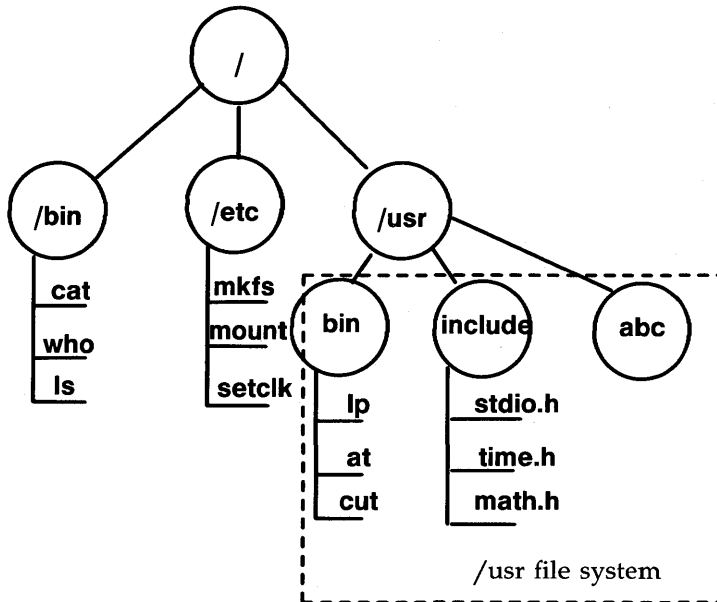 /
/bin
/etc
/usr
cat
who
ls
mkfs
mount
setclk
bin
include
abc
lp
at
cut
stdio.h
time.h
math.h
/usr file system